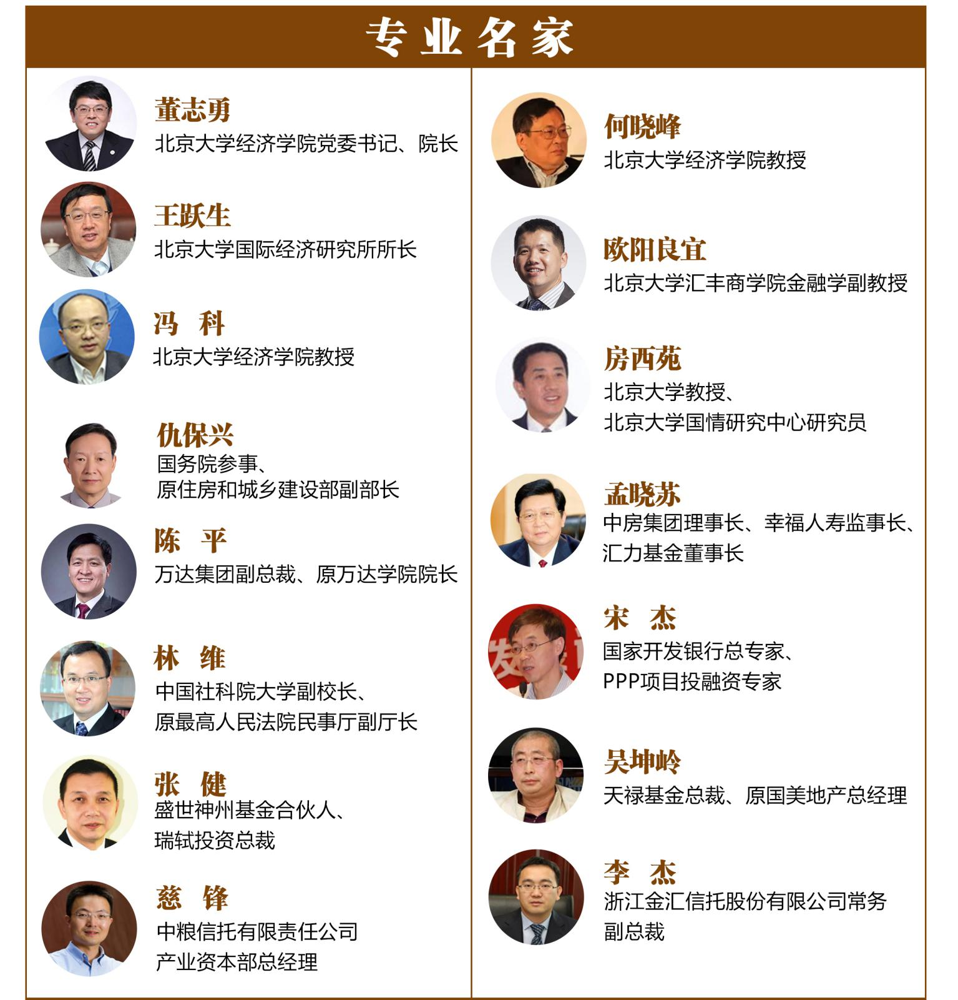 专业名家
董志勇
北京大学经济学院党委书记、院长
王跃生
北京大学国际经济研究所所长
冯 科
北京大学经济学院教授
仇保兴
国务院参事、
原住房和城乡建设部副部长
陈 平
万达集团副总裁、原万达学院院长
林 维
中国社科院大学副校长、
原最高人民法院民事厅副厅长
张 健
盛世神州基金合伙人、
瑞轼投资总裁
慈 锋
中粮信托有限责任公司
产业资本部总经理
何晓峰
北京大学经济学院教授
欧阳良宜
北京大学汇丰商学院金融学副教授
房西苑
北京大学教授、
北京大学国情研究中心研究员
孟晓苏
中房集团理事长、幸福人寿监事长、
汇力基金董事长
宋 杰
国家开发银行总专家、
PPP项目投融资专家
吴坤岭
天禄基金总裁、原国美地产总经理
李 杰
浙江金汇信托股份有限公司常务
副总裁